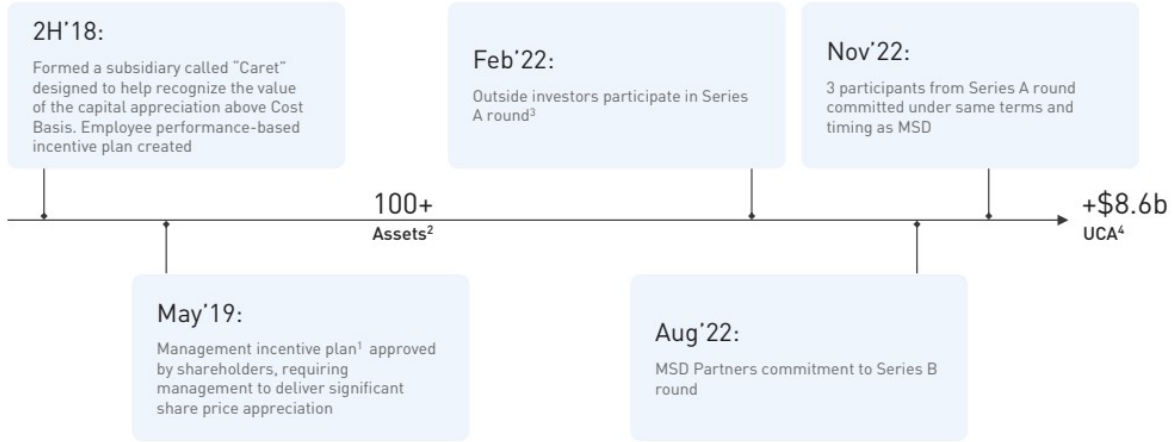 2H’18:
Formed a subsidiary called “Caret”
designed to help recognize the value
of the capital appreciation above Cost
Basis. Employee performance-based
incentive plan created
Feb’22:
Outside investors participate in Series
A round³
Nov’22:
3 participants from Series A round
committed under same terms and
timing as MSD
100+
Assets²
+$8.6b
UCA⁴
May’19:
Management incentive plan¹ approved
by shareholders, requiring
management to deliver significant
share price appreciation
Aug’22:
MSD Partners commitment to Series B
round